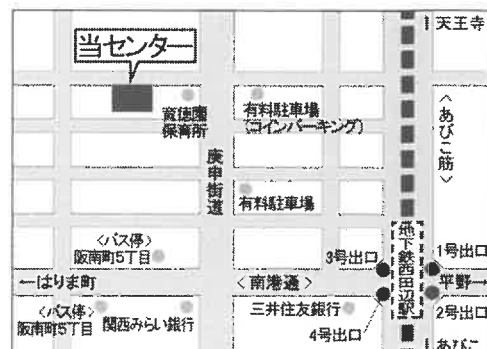 天王寺
当センター
育徳園
保育所
有料駐車場
(コインパーキング)
<あびこ筋>
庚申街道
有料駐車場
<バス停>
阪南町5丁目
3号出口
地下鉄西田辺駅
1号出口
←はりま町
<南港通>
平野→
<バス停>
阪南町5丁目
関西みらい銀行
三井住友銀行
4号出口
2号出口
あびこ